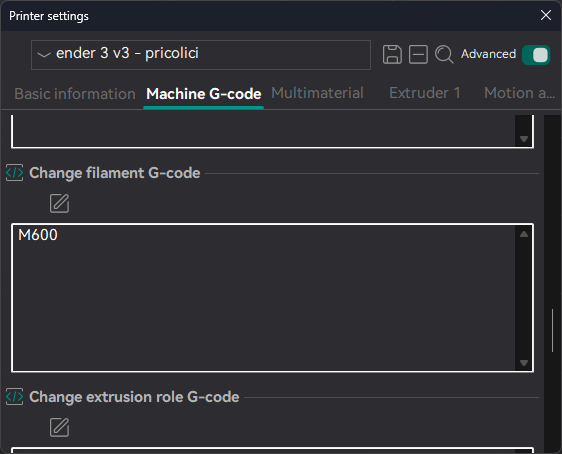 Printer settings
ender 3 v3 - pricolici
Advanced
Basic information
Machine G-code
Multimaterial
Extruder 1
Motion a...
Change filament G-code
M600
Change extrusion role G-code